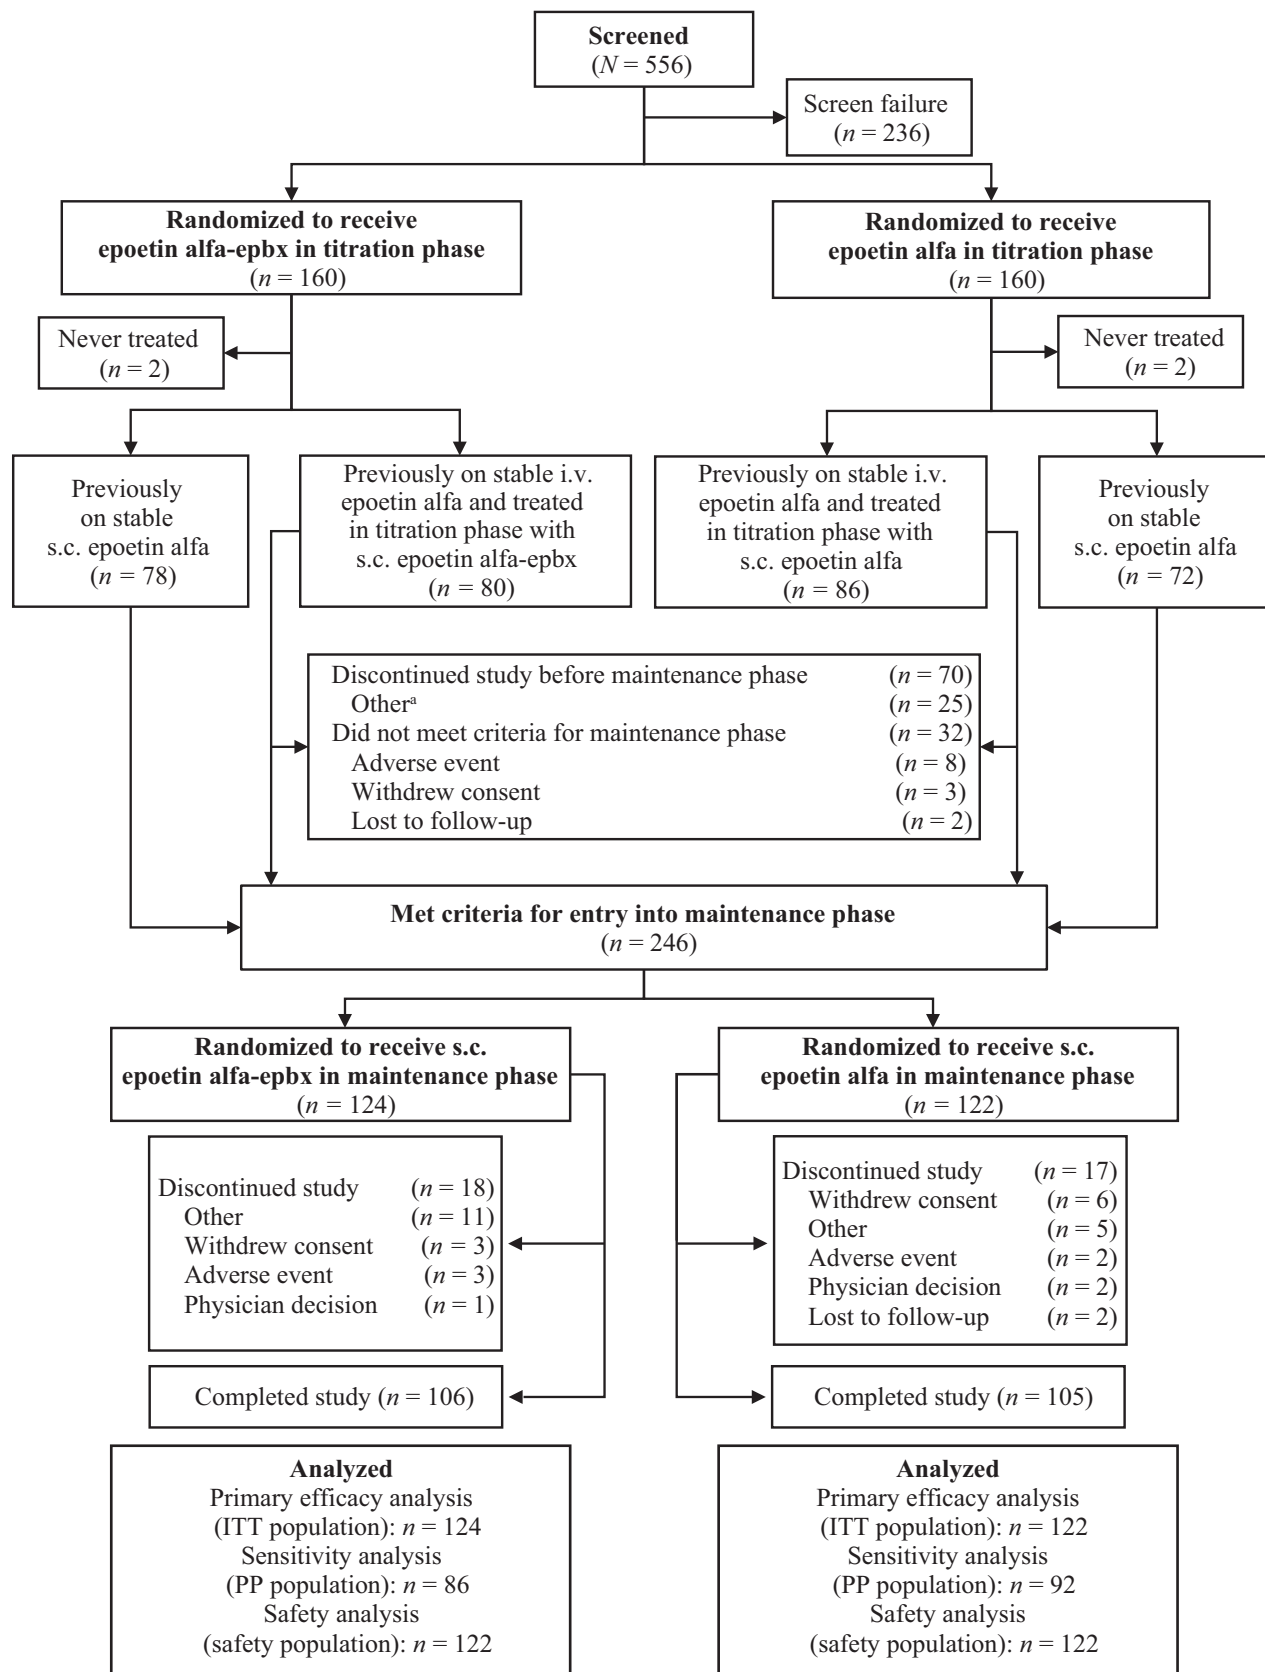 Screened
(N = 556)
Screen failure
(n = 236)
Randomized to receive
epoetin alfa-epbx in titration phase
(n = 160)
Randomized to receive
epoetin alfa in titration phase
(n = 160)
Never treated
(n = 2)
Never treated
(n = 2)
Previously
on stable
s.c. epoetin alfa
(n = 78)
Previously on stable i.v.
epoetin alfa and treated
in titration phase with
s.c. epoetin alfa-epbx
(n = 80)
Previously on stable i.v.
epoetin alfa and treated
in titration phase with
s.c. epoetin alfa
(n = 86)
Previously
on stable
s.c. epoetin alfa
(n = 72)
Discontinued study before maintenance phase (n = 70)
Otherᵃ (n = 25)
Did not meet criteria for maintenance phase (n = 32)
Adverse event (n = 8)
Withdrew consent (n = 3)
Lost to follow-up (n = 2)
Met criteria for entry into maintenance phase
(n = 246)
Randomized to receive s.c.
epoetin alfa-epbx in maintenance phase
(n = 124)
Randomized to receive s.c.
epoetin alfa in maintenance phase
(n = 122)
Discontinued study (n = 18)
Other (n = 11)
Withdrew consent (n = 3)
Adverse event (n = 3)
Physician decision (n = 1)
Discontinued study (n = 17)
Withdrew consent (n = 6)
Other (n = 5)
Adverse event (n = 2)
Physician decision (n = 2)
Lost to follow-up (n = 2)
Completed study (n = 106)
Completed study (n = 105)
Analyzed
Primary efficacy analysis
(ITT population): n = 124
Sensitivity analysis
(PP population): n = 86
Safety analysis
(safety population): n = 122
Analyzed
Primary efficacy analysis
(ITT population): n = 122
Sensitivity analysis
(PP population): n = 92
Safety analysis
(safety population): n = 122